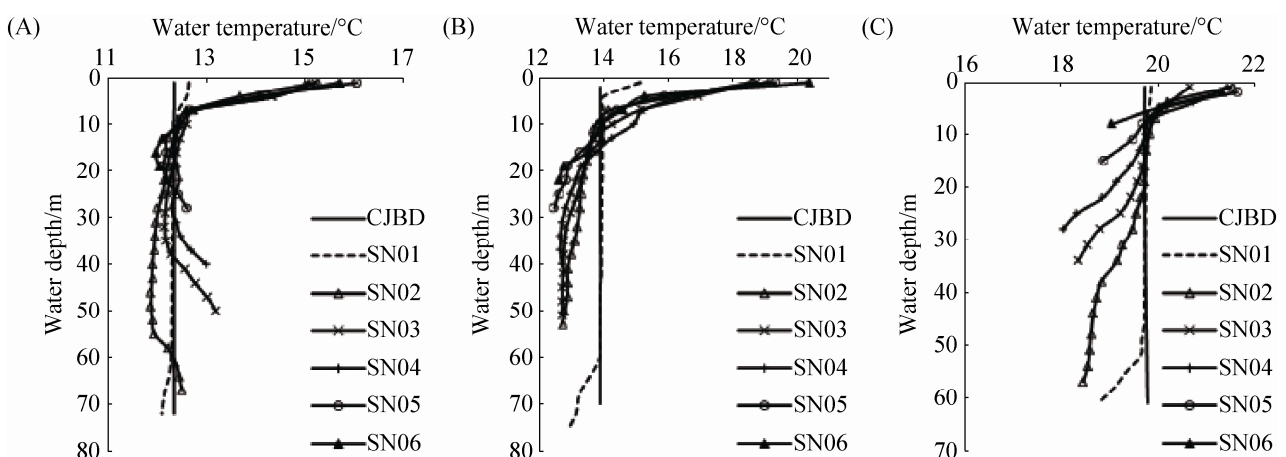 (A)
Water temperature/°C
11 13 15 17
0
10
20
30
40
50
60
70
80
Water depth/m
CJBD
SN01
SN02
SN03
SN04
SN05
SN06
(B)
Water temperature/°C
12 14 16 18 20
0
10
20
30
40
50
60
70
80
Water depth/m
CJBD
SN01
SN02
SN03
SN04
SN05
SN06
(C)
Water temperature/°C
16 18 20 22
0
10
20
30
40
50
60
70
Water depth/m
CJBD
SN01
SN02
SN03
SN04
SN05
SN06